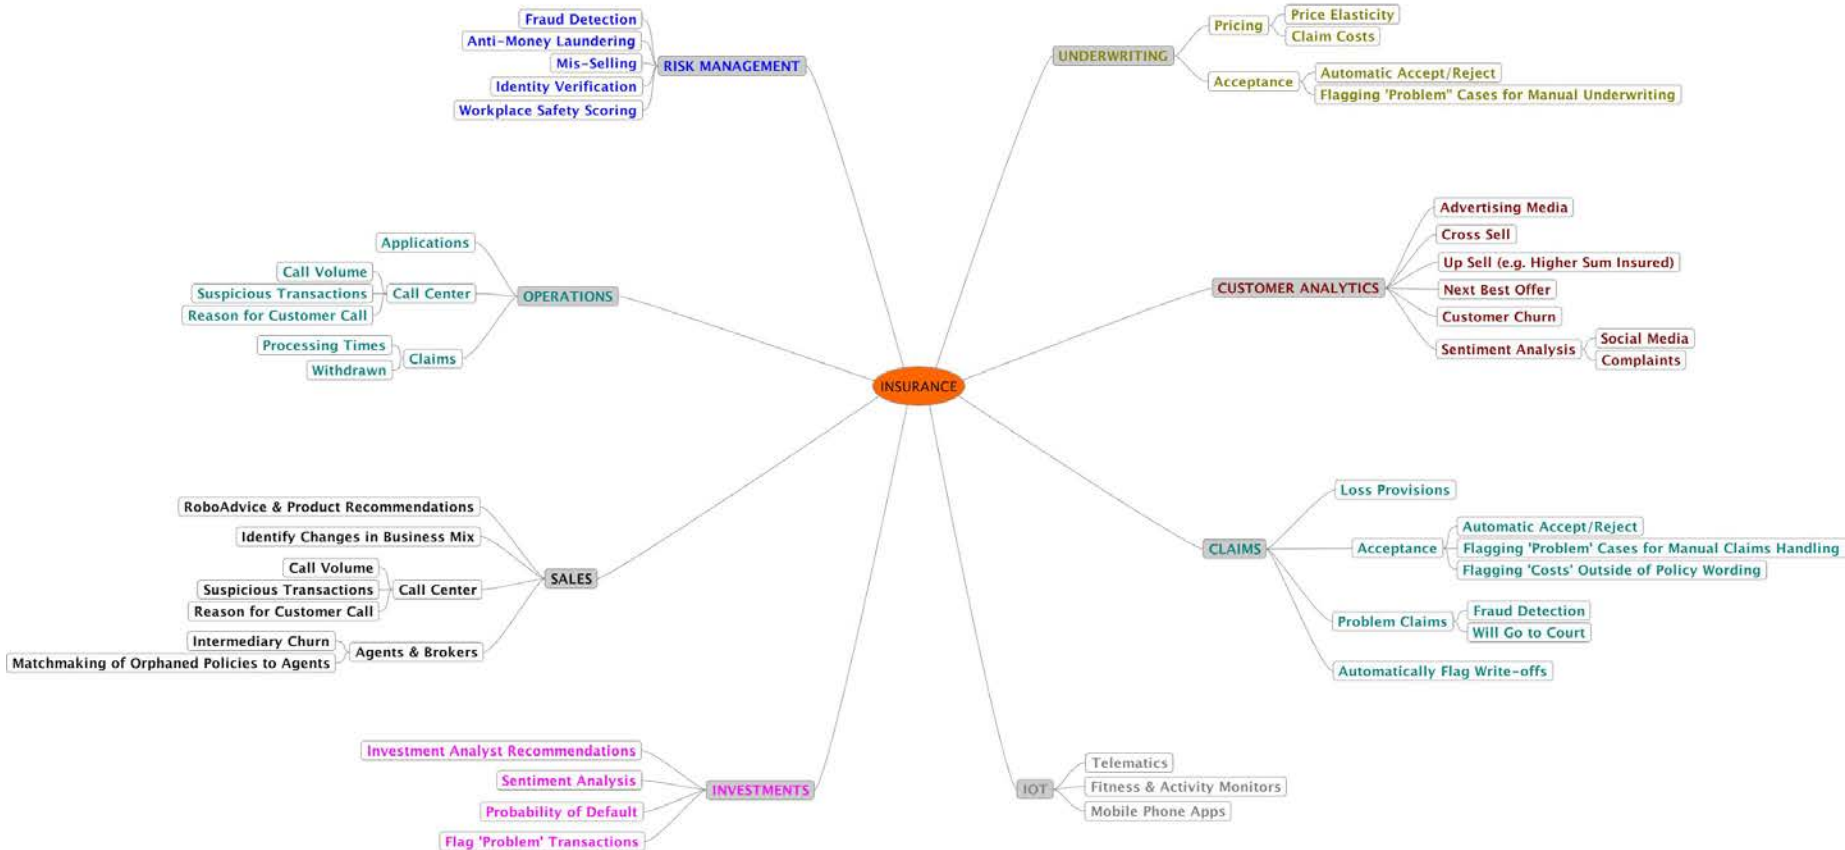 INSURANCE
RISK MANAGEMENT
Fraud Detection
Anti-Money Laundering
Mis-Selling
Identity Verification
Workplace Safety Scoring
OPERATIONS
Applications
Call Center
Call Volume
Suspicious Transactions
Reason for Customer Call
Claims
Processing Times
Withdrawn
SALES
RoboAdvice & Product Recommendations
Identify Changes in Business Mix
Call Center
Call Volume
Suspicious Transactions
Reason for Customer Call
Agents & Brokers
Intermediary Churn
Matchmaking of Orphaned Policies to Agents
INVESTMENTS
Investment Analyst Recommendations
Sentiment Analysis
Probability of Default
Flag 'Problem' Transactions
UNDERWRITING
Pricing
Price Elasticity
Claim Costs
Acceptance
Automatic Accept/Reject
Flagging 'Problem" Cases for Manual Underwriting
CUSTOMER ANALYTICS
Advertising Media
Cross Sell
Up Sell (e.g. Higher Sum Insured)
Next Best Offer
Customer Churn
Sentiment Analysis
Social Media
Complaints
CLAIMS
Loss Provisions
Acceptance
Automatic Accept/Reject
Flagging 'Problem' Cases for Manual Claims Handling
Flagging 'Costs' Outside of Policy Wording
Problem Claims
Fraud Detection
Will Go to Court
Automatically Flag Write-offs
IOT
Telematics
Fitness & Activity Monitors
Mobile Phone Apps